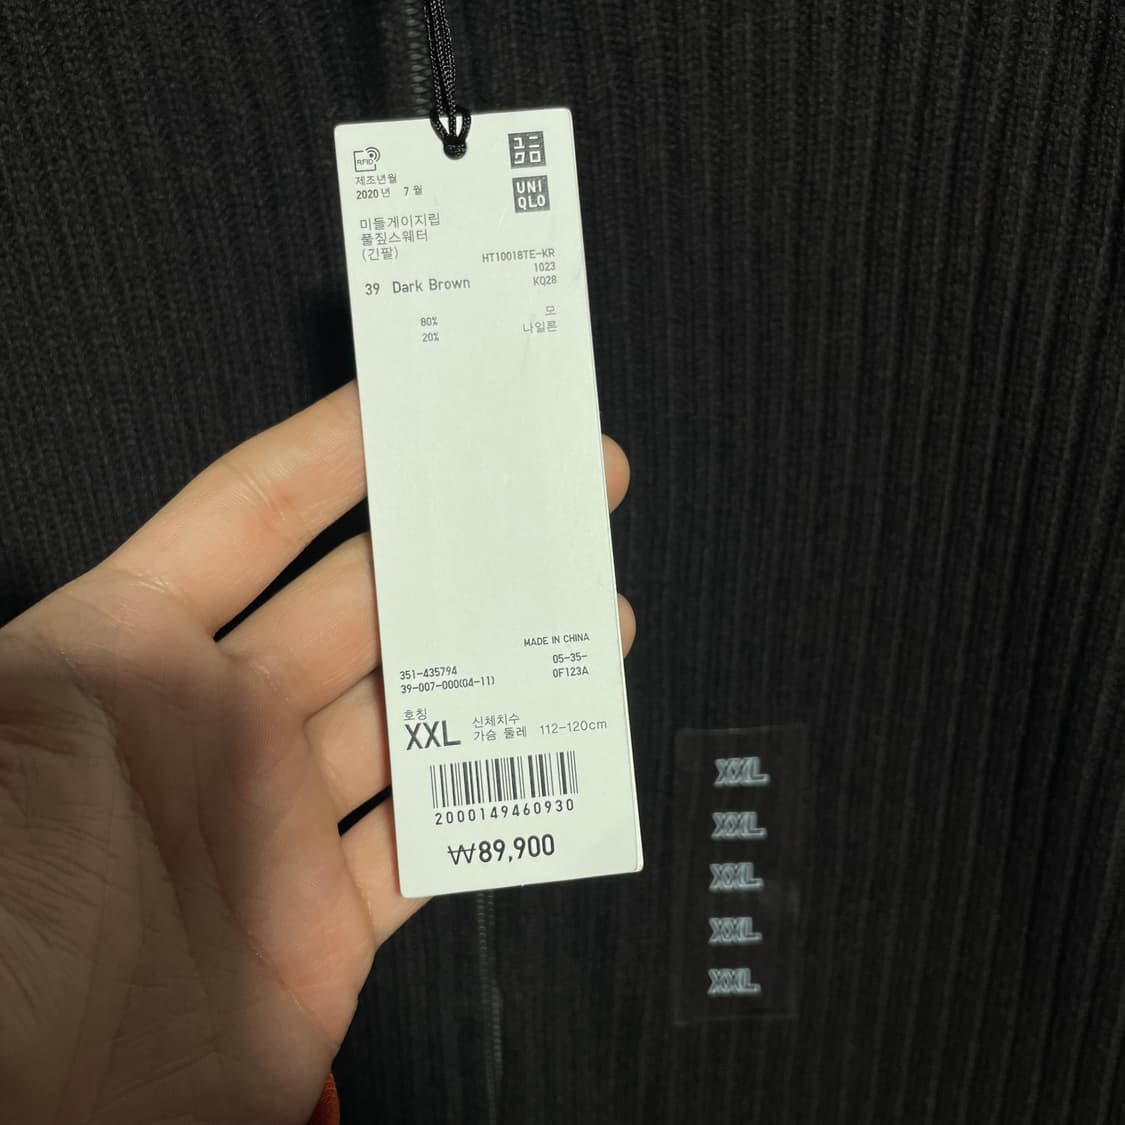 RFID
ユニ
クロ
UNI
QLO
제조년월
2020년 7월
미들게이지립
풀짚스웨터
(긴팔)
HT10018TE-KR
1023
KQ28
39 Dark Brown
80% 모
20% 나일론
MADE IN CHINA
351-435794 05-35-
39-007-000(04-11) 0F123A
호칭
XXL
신체치수
가슴 둘레 112-120cm
2000149460930
₩89,900
XXL
XXL
XXL
XXL
XXL